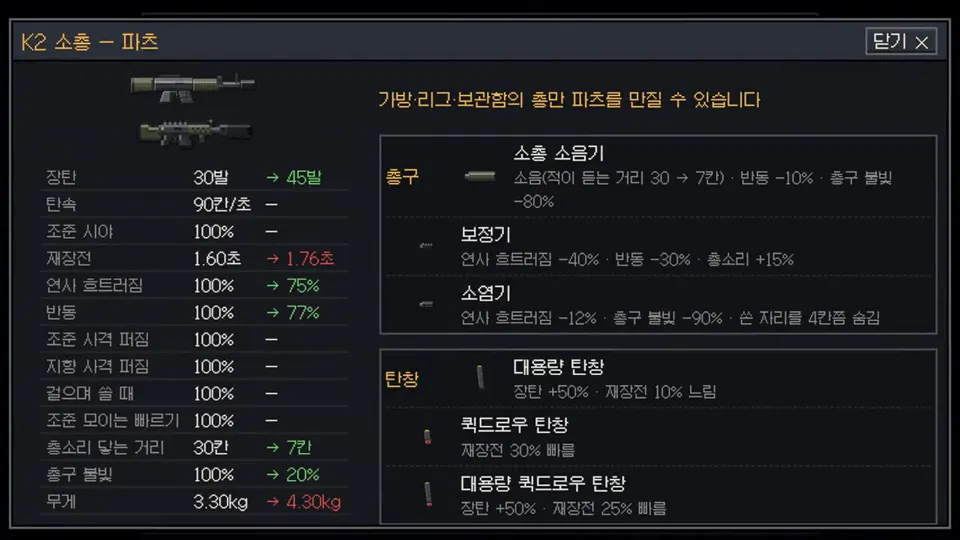 K2 소총 — 파츠
닫기 ×
가방·리그·보관함의 총만 파츠를 만질 수 있습니다
장탄 30발 → 45발
탄속 90칸/초 —
조준 시야 100% —
재장전 1.60초 → 1.76초
연사 흐트러짐 100% → 75%
반동 100% → 77%
조준 사격 퍼짐 100% —
지향 사격 퍼짐 100% —
걸으며 쏠 때 100% —
조준 모이는 빠르기 100% —
총소리 닿는 거리 30칸 → 7칸
총구 불빛 100% → 20%
무게 3.30kg → 4.30kg
총구
소총 소음기
소음(적이 듣는 거리 30 → 7칸) · 반동 -10% · 총구 불빛
-80%
보정기
연사 흐트러짐 -40% · 반동 -30% · 총소리 +15%
소염기
연사 흐트러짐 -12% · 총구 불빛 -90% · 쏜 자리를 4칸쯤 숨김
탄창
대용량 탄창
장탄 +50% · 재장전 10% 느림
퀵드로우 탄창
재장전 30% 빠름
대용량 퀵드로우 탄창
장탄 +50% · 재장전 25% 빠름